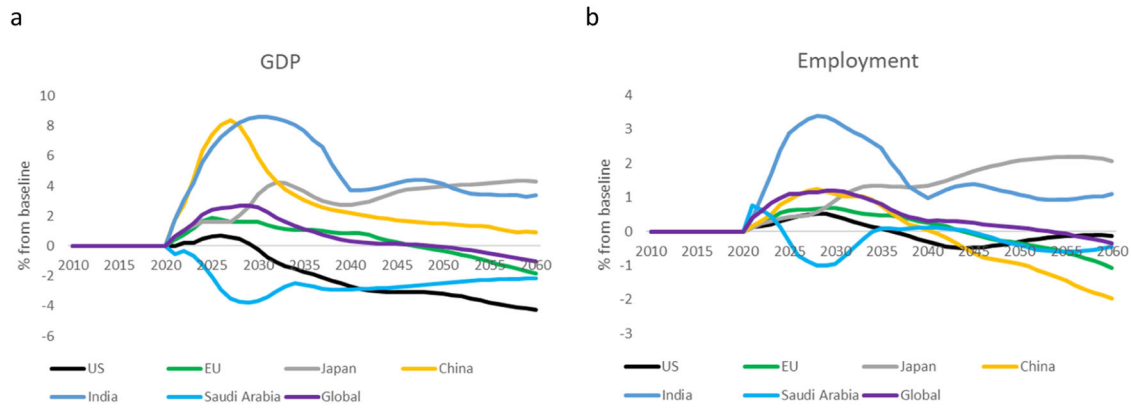 a
GDP
% from baseline
10
8
6
4
2
0
-2
-4
-6
2010 2015 2020 2025 2030 2035 2040 2045 2050 2055 2060
US EU Japan China
India Saudi Arabia Global
b
Employment
% from baseline
4
3
2
1
0
-1
-2
-3
2010 2015 2020 2025 2030 2035 2040 2045 2050 2055 2060
US EU Japan China
India Saudi Arabia Global